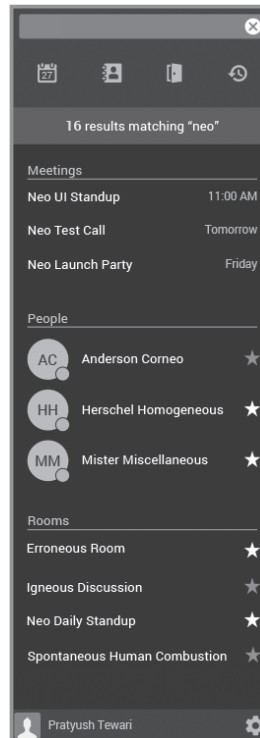 27
16 results matching “neo”
Meetings
Neo UI Standup 11:00 AM
Neo Test Call Tomorrow
Neo Launch Party Friday
People
AC Anderson Corneo
HH Herschel Homogeneous
MM Mister Miscellaneous
Rooms
Erroneous Room
Igneous Discussion
Neo Daily Standup
Spontaneous Human Combustion
Pratyush Tewari